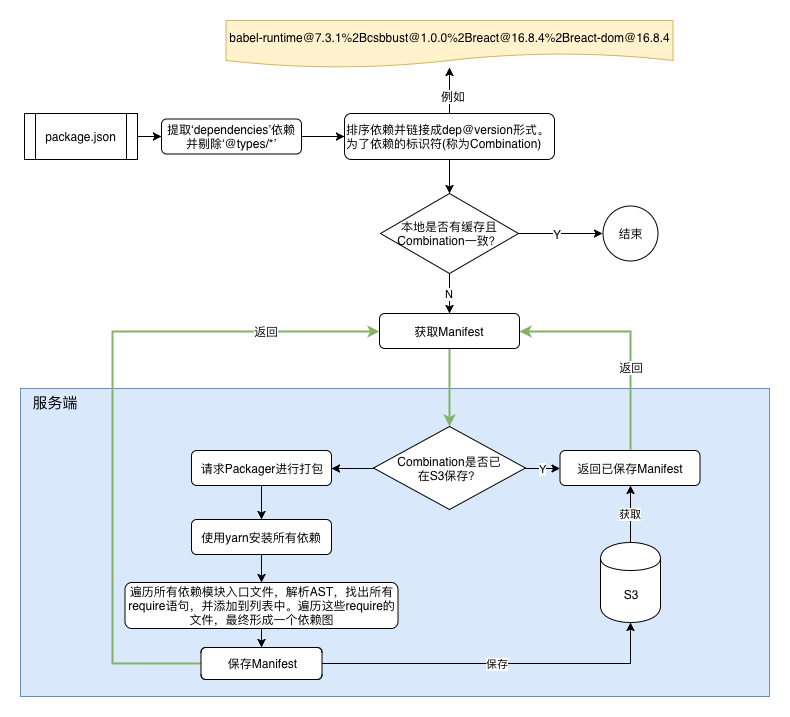 babel-runtime@7.3.1%2Bcsbbust@1.0.0%2Breact@16.8.4%2Breact-dom@16.8.4
例如
package.json
提取‘dependencies’依赖
并剔除‘@types/*’
排序依赖并链接成dep@version形式。
为了依赖的标识符(称为Combination)
本地是否有缓存且
Combination一致?
Y
结束
N
返回
获取Manifest
返回
服务端
请求Packager进行打包
Combination是否已
在S3保存?
Y
返回已保存Manifest
获取
使用yarn安装所有依赖
S3
遍历所有依赖模块入口文件，解析AST，找出所有
require语句，并添加到列表中。遍历这些require的
文件，最终形成一个依赖图
保存Manifest
保存